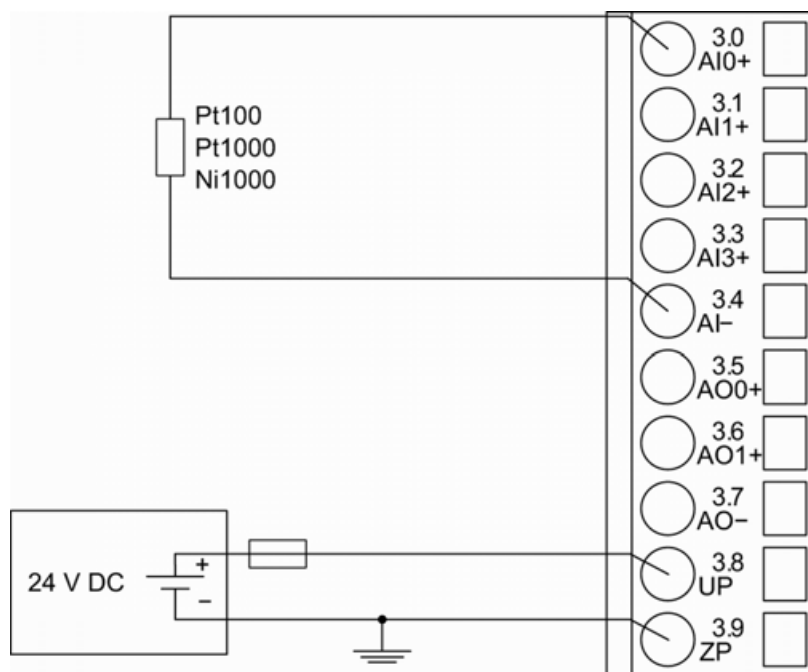 3.0
AI0+
3.1
AI1+
3.2
AI2+
3.3
AI3+
3.4
AI−
3.5
AO0+
3.6
AO1+
3.7
AO−
3.8
UP
3.9
ZP
Pt100
Pt1000
Ni1000
24 V DC
+
−